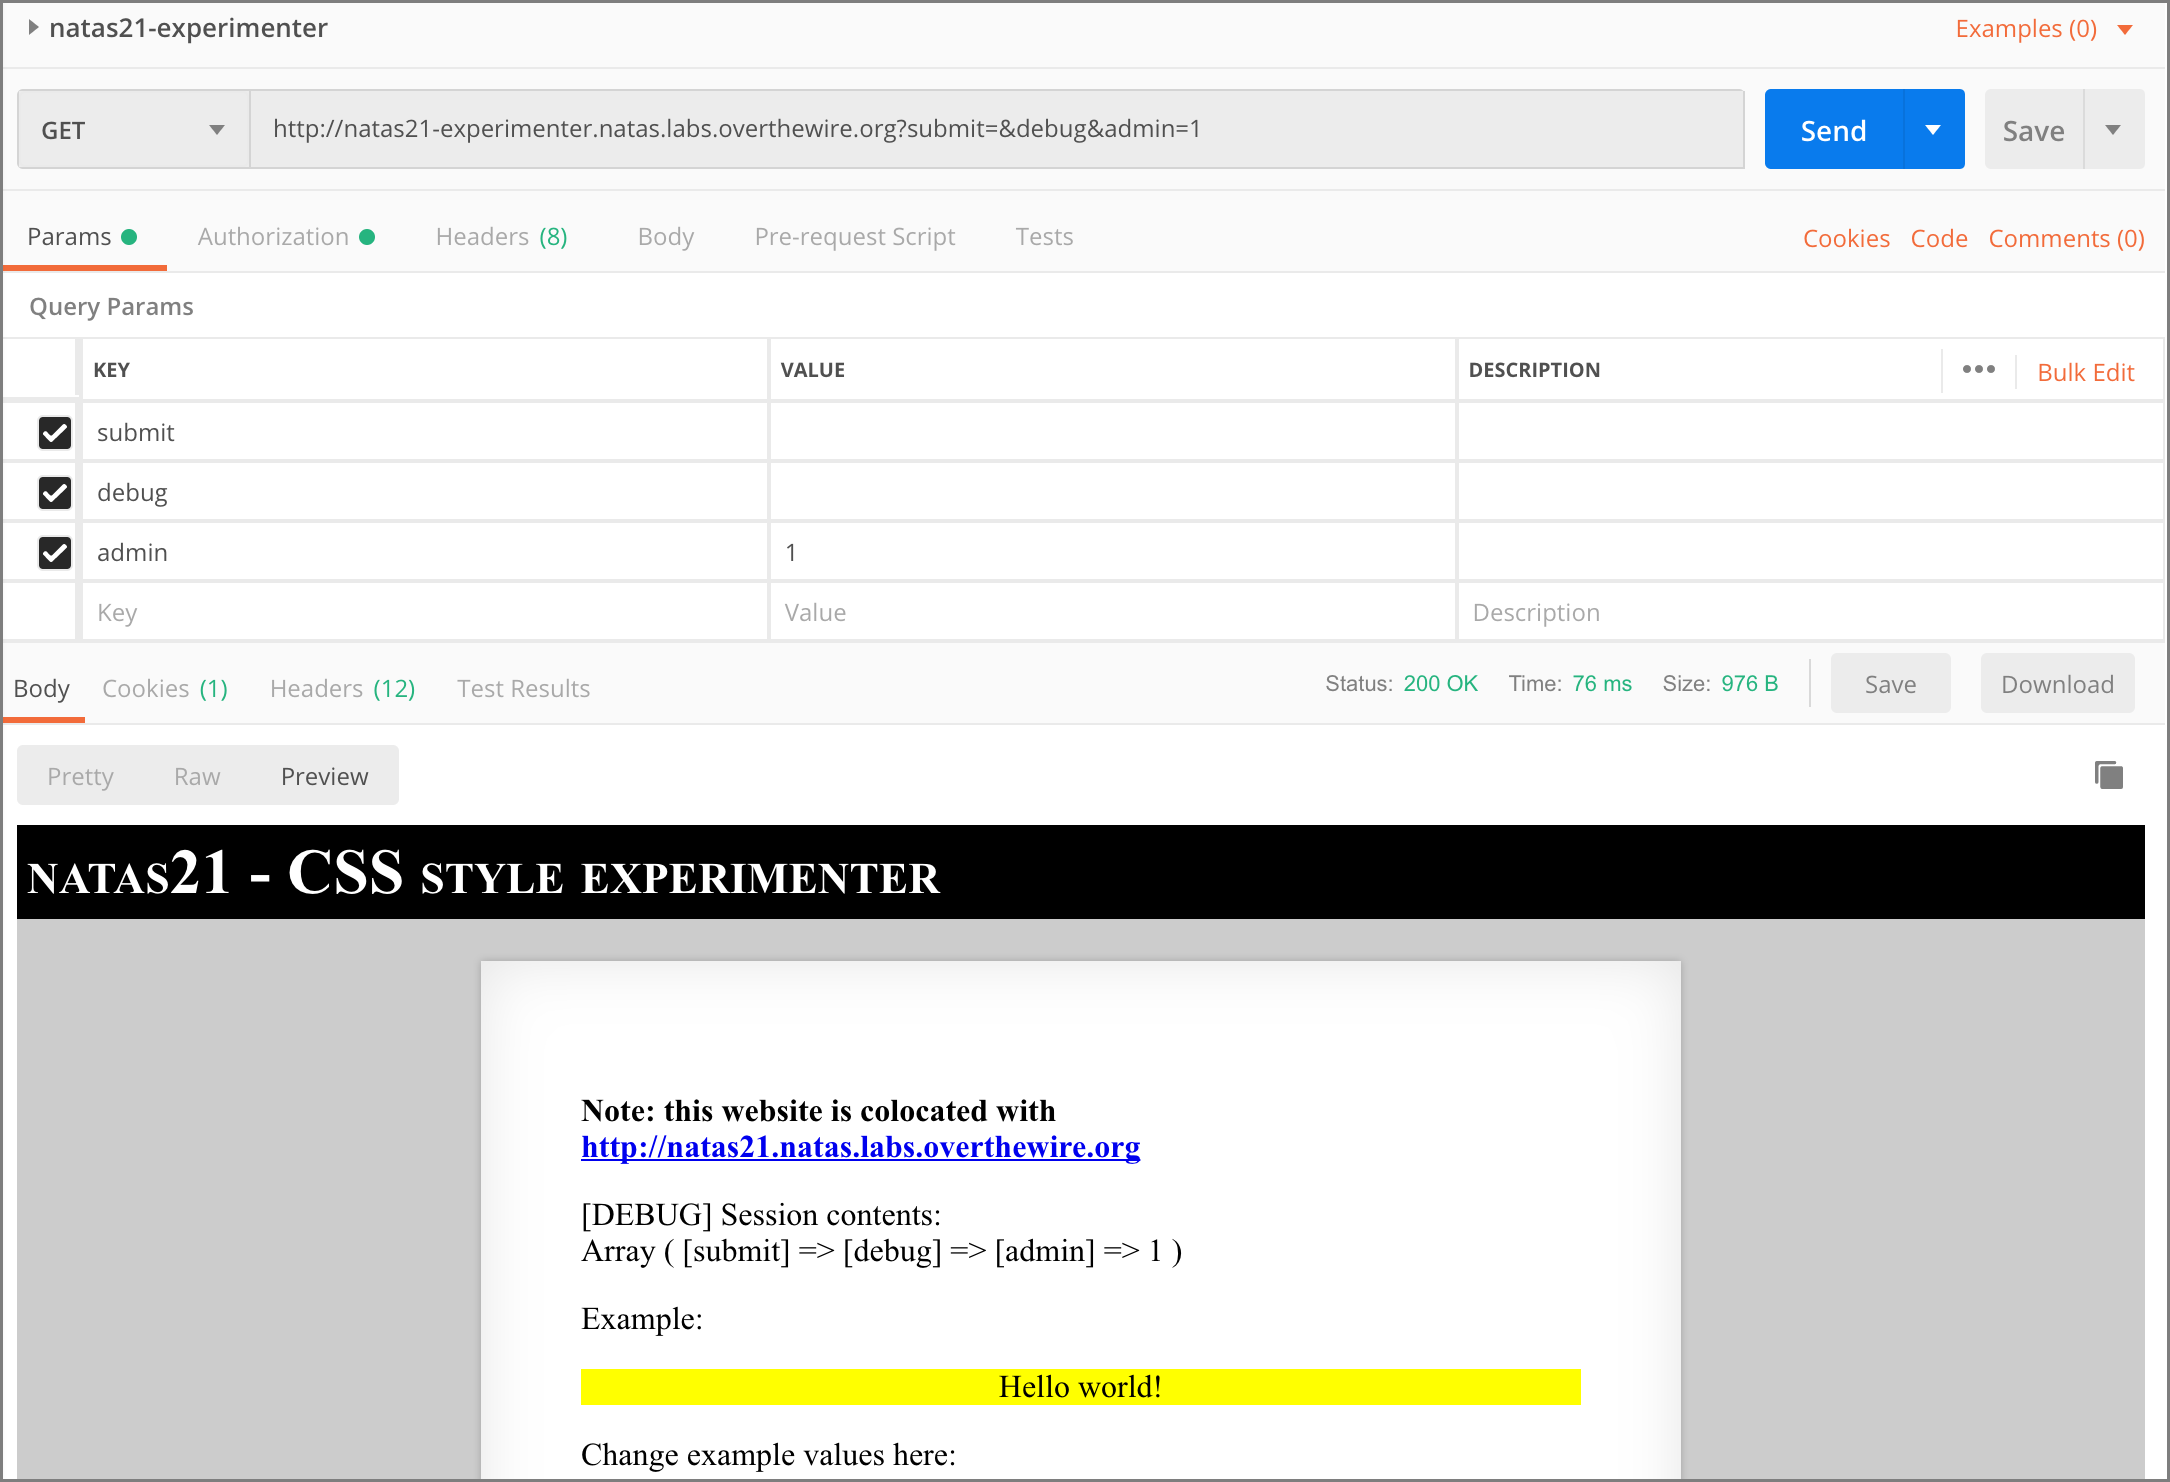 natas21-experimenter Examples (0)
GET http://natas21-experimenter.natas.labs.overthewire.org?submit=&debug&admin=1 Send Save
Params Authorization Headers (8) Body Pre-request Script Tests Cookies Code Comments (0)
Query Params
KEY VALUE DESCRIPTION ••• Bulk Edit
submit
debug
admin 1
Key Value Description
Body Cookies (1) Headers (12) Test Results Status: 200 OK Time: 76 ms Size: 976 B Save Download
Pretty Raw Preview
NATAS21 - CSS STYLE EXPERIMENTER
Note: this website is colocated with
http://natas21.natas.labs.overthewire.org
[DEBUG] Session contents:
Array ( [submit] => [debug] => [admin] => 1 )
Example:
Hello world!
Change example values here: